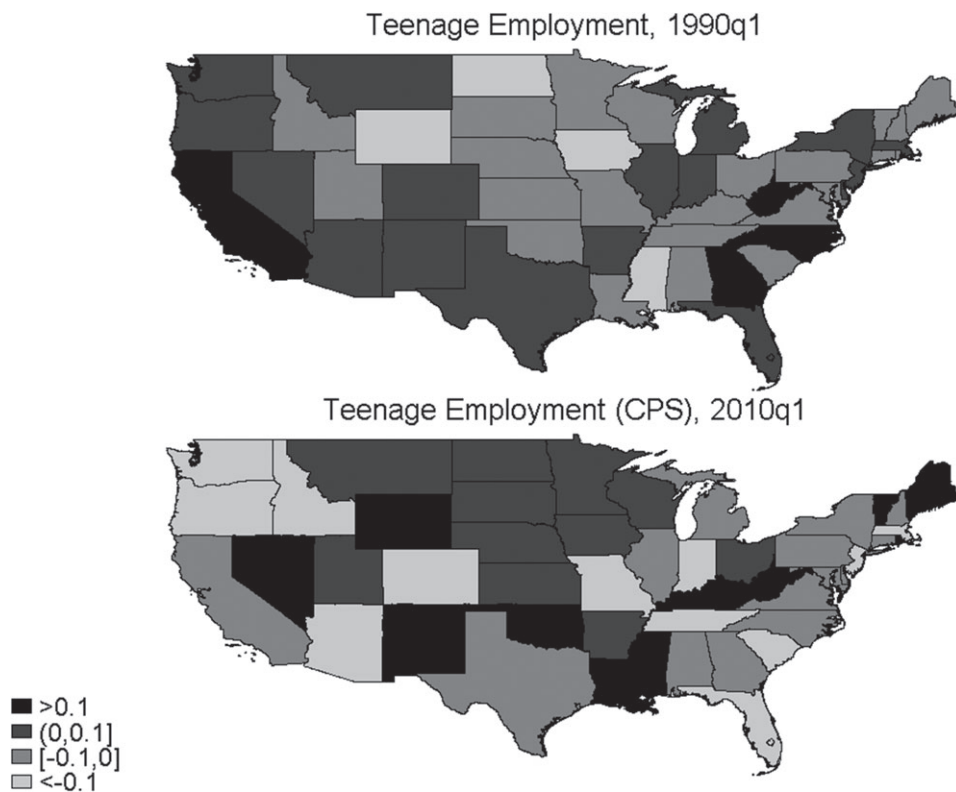 Teenage Employment, 1990q1
Teenage Employment (CPS), 2010q1
>0.1
(0,0.1]
[-0.1,0]
<-0.1